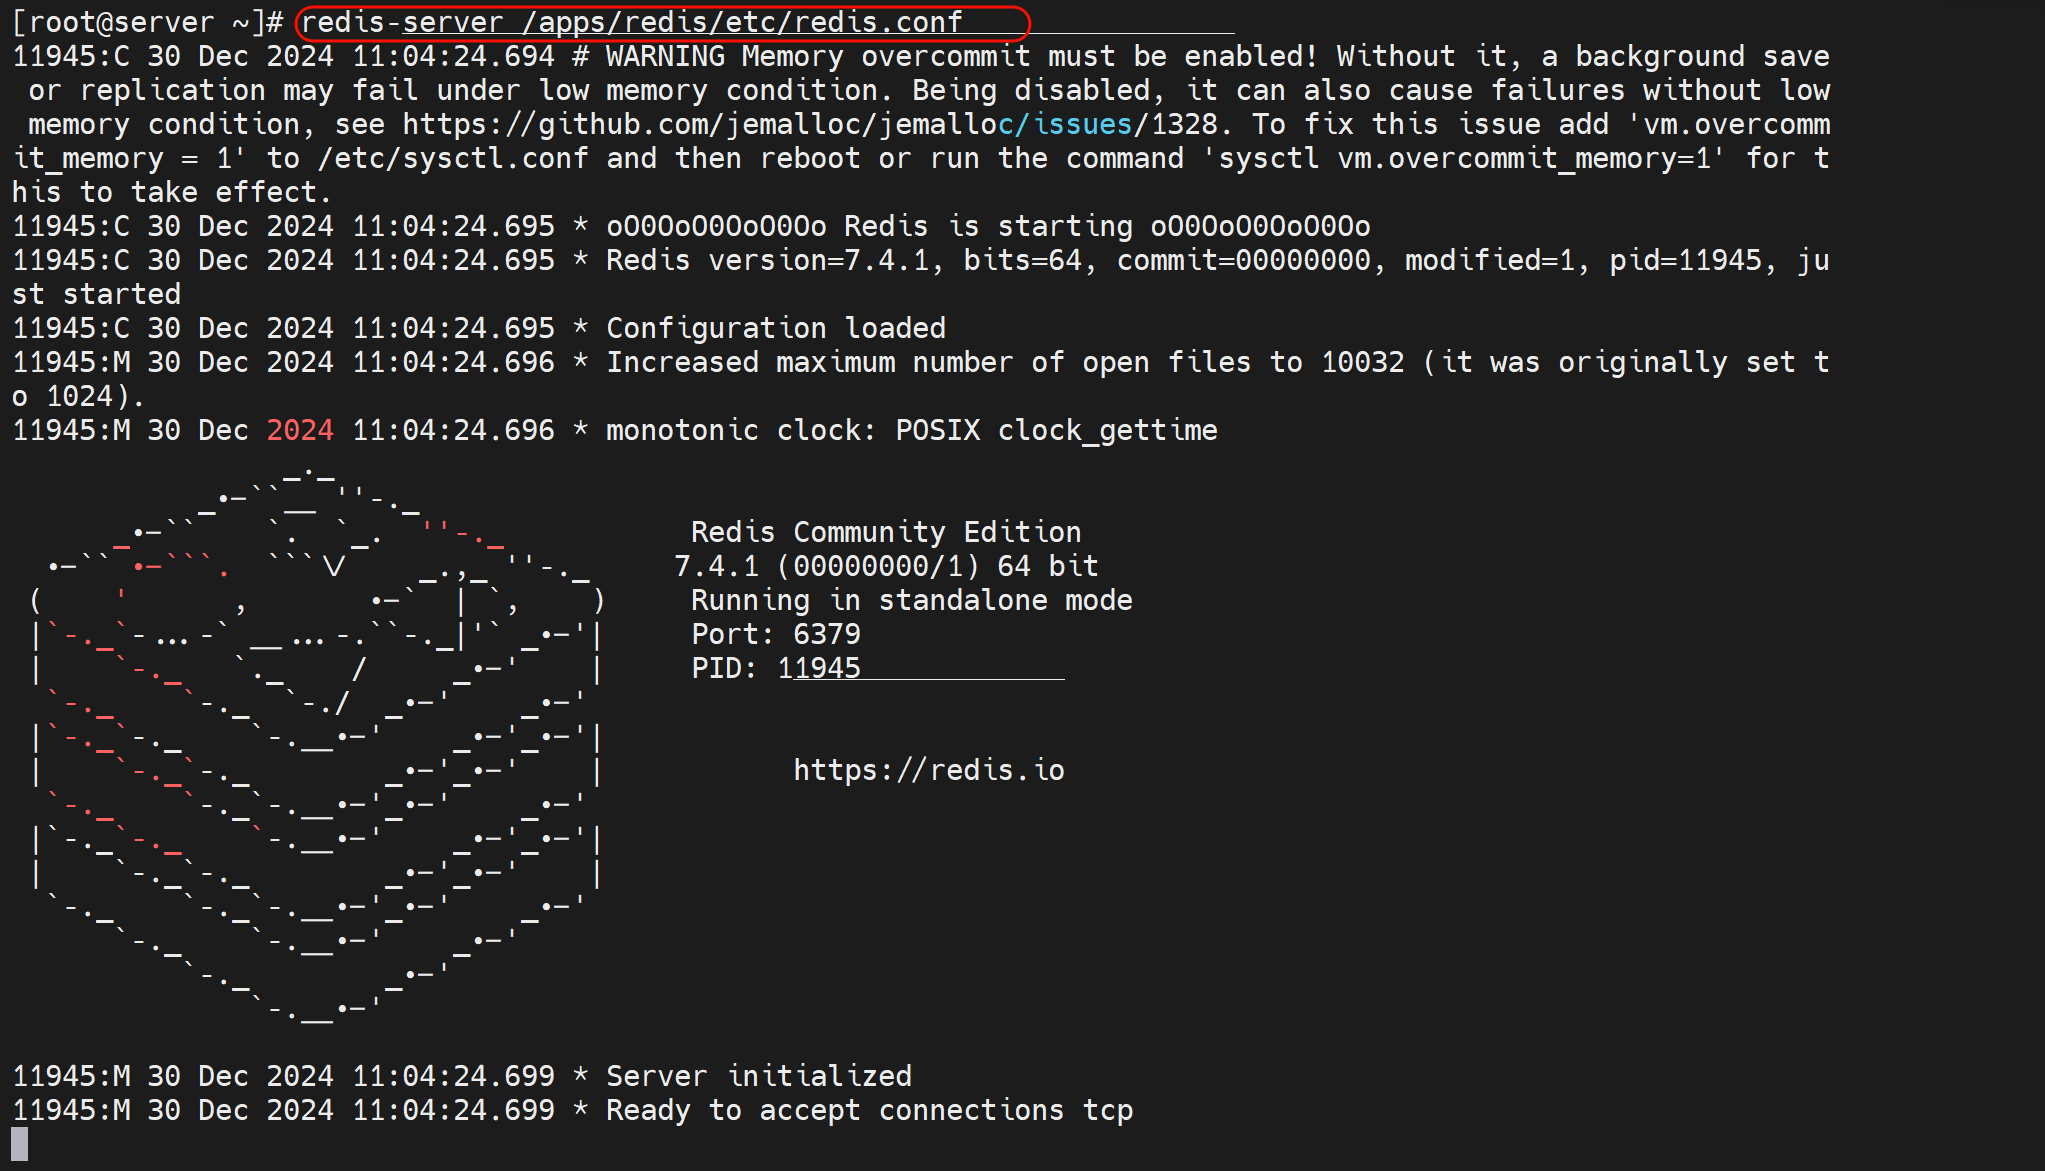 [root@server ~]# redis-server /apps/redis/etc/redis.conf
11945:C 30 Dec 2024 11:04:24.694 # WARNING Memory overcommit must be enabled! Without it, a background save
 or replication may fail under low memory condition. Being disabled, it can also cause failures without low
 memory condition, see https://github.com/jemalloc/jemalloc/issues/1328. To fix this issue add 'vm.overcomm
it_memory = 1' to /etc/sysctl.conf and then reboot or run the command 'sysctl vm.overcommit_memory=1' for t
his to take effect.
11945:C 30 Dec 2024 11:04:24.695 * oO0OoO0OoO0Oo Redis is starting oO0OoO0OoO0Oo
11945:C 30 Dec 2024 11:04:24.695 * Redis version=7.4.1, bits=64, commit=00000000, modified=1, pid=11945, ju
st started
11945:C 30 Dec 2024 11:04:24.695 * Configuration loaded
11945:M 30 Dec 2024 11:04:24.696 * Increased maximum number of open files to 10032 (it was originally set t
o 1024).
11945:M 30 Dec 2024 11:04:24.696 * monotonic clock: POSIX clock_gettime
Redis Community Edition
7.4.1 (00000000/1) 64 bit
Running in standalone mode
Port: 6379
PID: 11945
https://redis.io
11945:M 30 Dec 2024 11:04:24.699 * Server initialized
11945:M 30 Dec 2024 11:04:24.699 * Ready to accept connections tcp